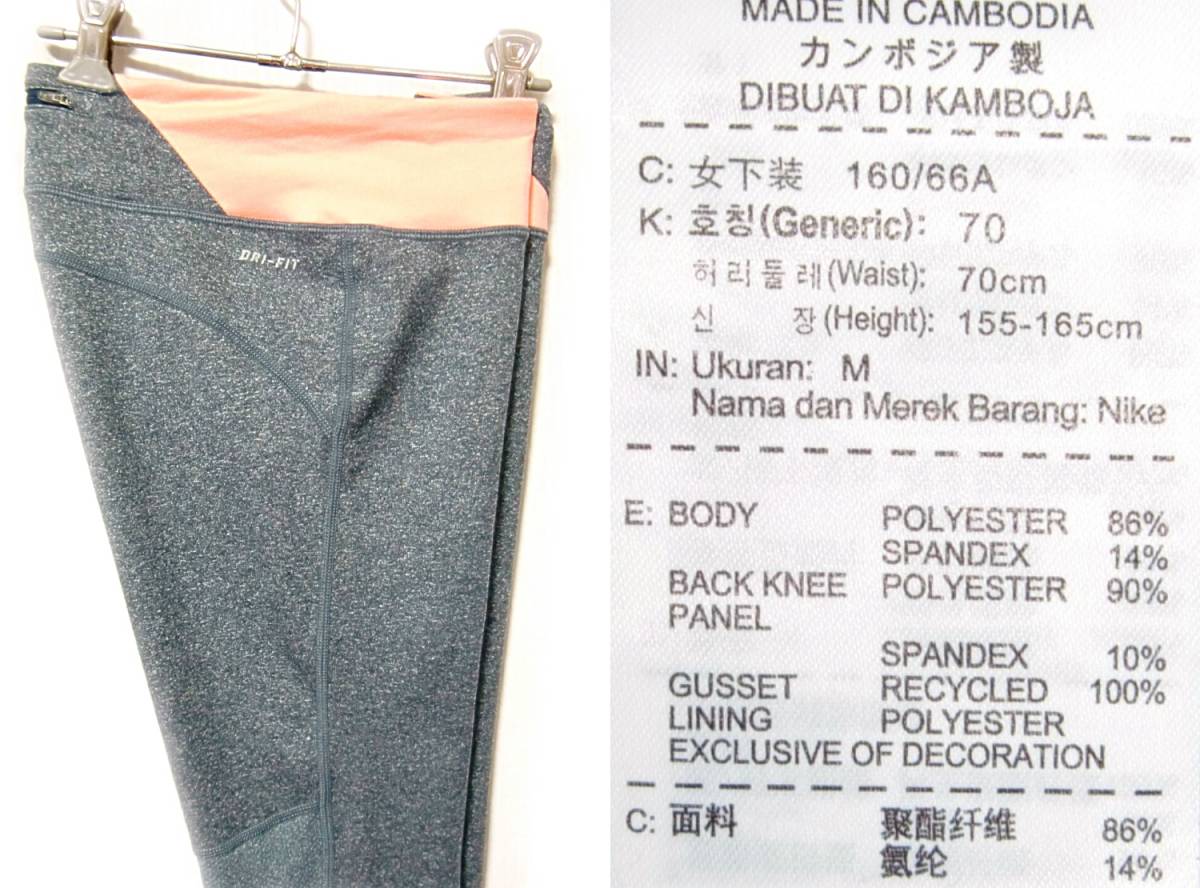 DRI-FIT
MADE IN CAMBODIA
カンボジア製
DIBUAT DI KAMBOJA
C: 女下装 160/66A
K: 호칭(Generic): 70
허리둘레(Waist): 70cm
신 장(Height): 155-165cm
IN: Ukuran: M
Nama dan Merek Barang: Nike
E: BODY POLYESTER 86%
SPANDEX 14%
BACK KNEE POLYESTER 90%
PANEL
SPANDEX 10%
GUSSET RECYCLED 100%
LINING POLYESTER
EXCLUSIVE OF DECORATION
C: 面料 聚酯纤维 86%
氨纶 14%